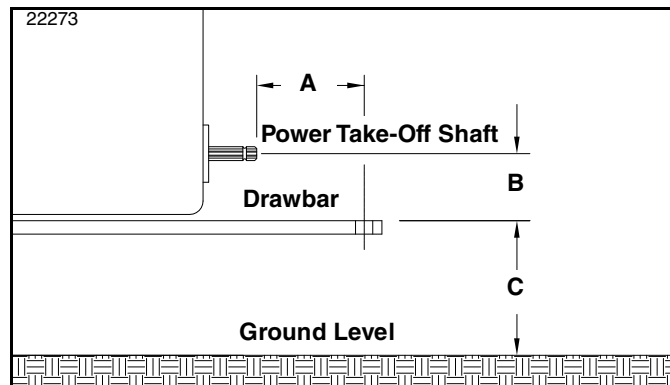 22273
A
Power Take-Off Shaft
B
Drawbar
C
Ground Level